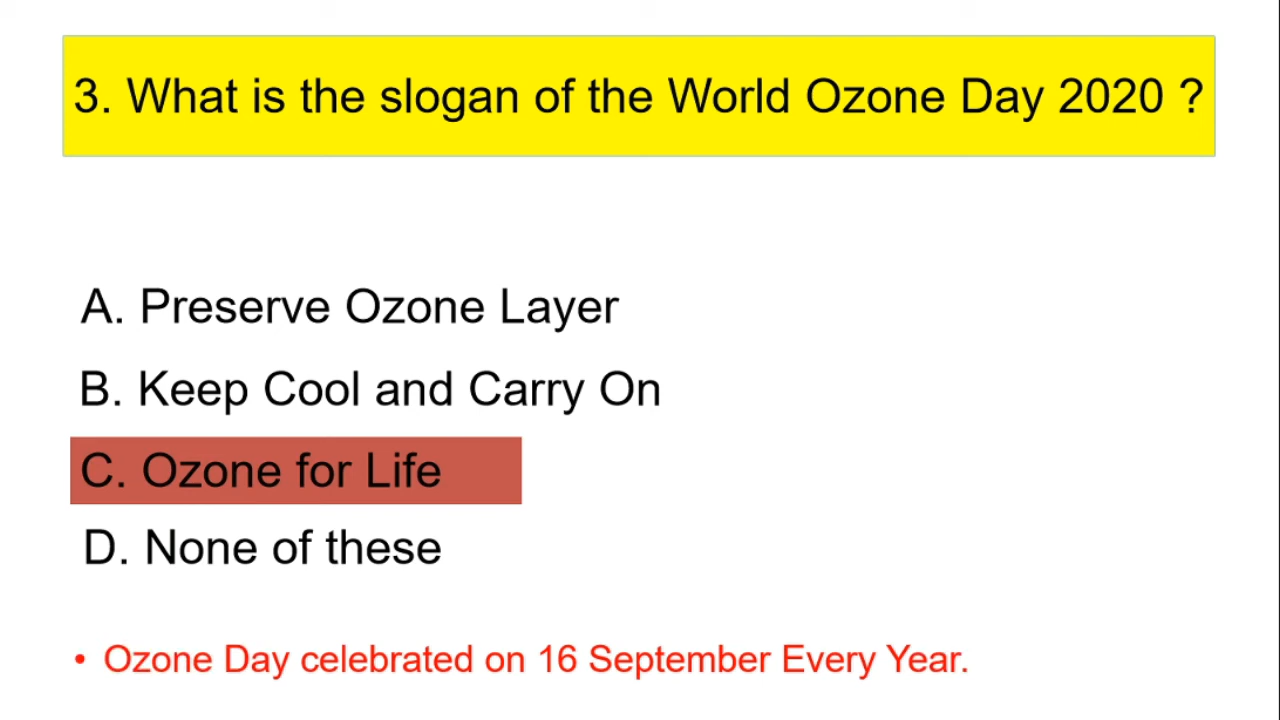 3. What is the slogan of the World Ozone Day 2020 ?
A. Preserve Ozone Layer
B. Keep Cool and Carry On
C. Ozone for Life
D. None of these
• Ozone Day celebrated on 16 September Every Year.